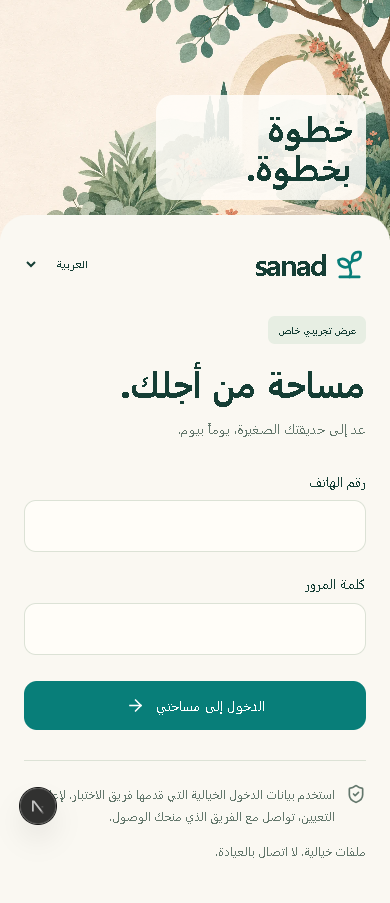 خطوة
بخطوة.
sanad
العربية
عرض تجريبي خاص
مساحة من أجلك.
عد إلى حديقتك الصغيرة، يوماً بيوم.
رقم الهاتف
كلمة المرور
الدخول إلى مساحتي
استخدم بيانات الدخول الخيالية التي قدمها فريق الاختبار. 
التعيين، تواصل مع الفريق الذي منحك الوصول.
ملفات خيالية. لا اتصال بالعيادة.